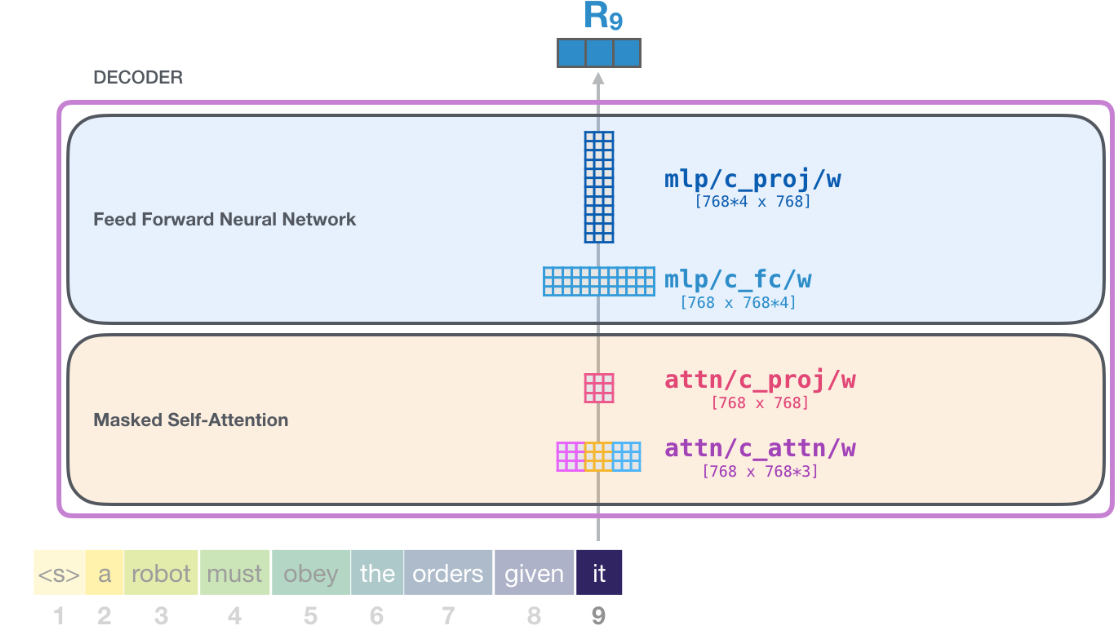 R9
DECODER
mlp/c_proj/w
[768*4 x 768]
Feed Forward Neural Network
mlp/c_fc/w
[768 x 768*4]
attn/c_proj/w
[768 x 768]
Masked Self-Attention
attn/c_attn/w
[768 x 768*3]
<s> a robot must obey the orders given it
1 2 3 4 5 6 7 8 9